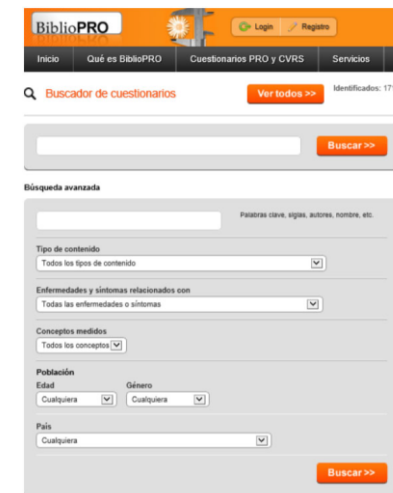 BiblioPRO
Login Registro
Inicio Qué es BiblioPRO Cuestionarios PRO y CVRS Servicios
Buscador de cuestionarios Ver todos >> Identificados: 17
Buscar >>
Búsqueda avanzada
Palabras clave, siglas, autores, nombre, etc.
Tipo de contenido
Todos los tipos de contenido
Enfermedades y síntomas relacionados con
Todas las enfermedades o síntomas
Conceptos medidos
Todos los conceptos
Población
Edad Género
Cualquiera Cualquiera
País
Cualquiera
Buscar >>